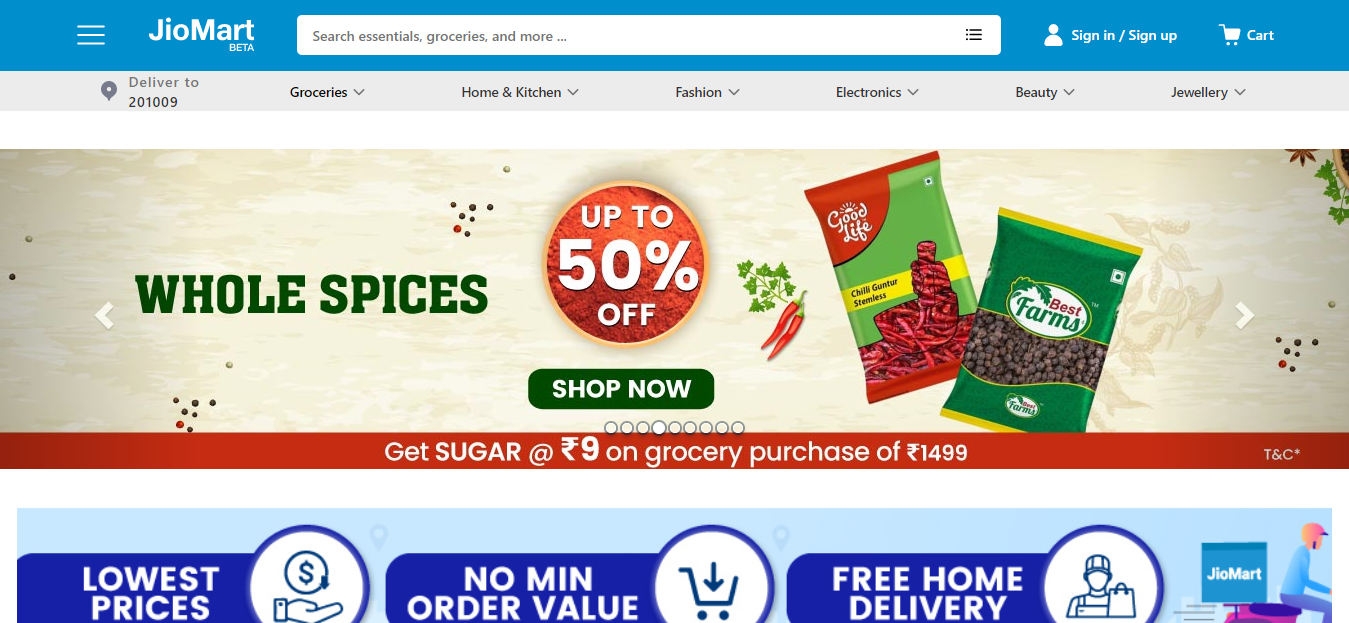 JioMart
BETA
Search essentials, groceries, and more ...
Sign in / Sign up
Cart
Deliver to
201009
Groceries
Home & Kitchen
Fashion
Electronics
Beauty
Jewellery
WHOLE SPICES
UP TO
50%
OFF
SHOP NOW
Good
Life
Chilli Guntur
Stemless
Best
Farms
TM
Best
Farms
Get SUGAR @ ₹9 on grocery purchase of ₹1499
T&C*
LOWEST
PRICES
NO MIN
ORDER VALUE
FREE HOME
DELIVERY
JioMart